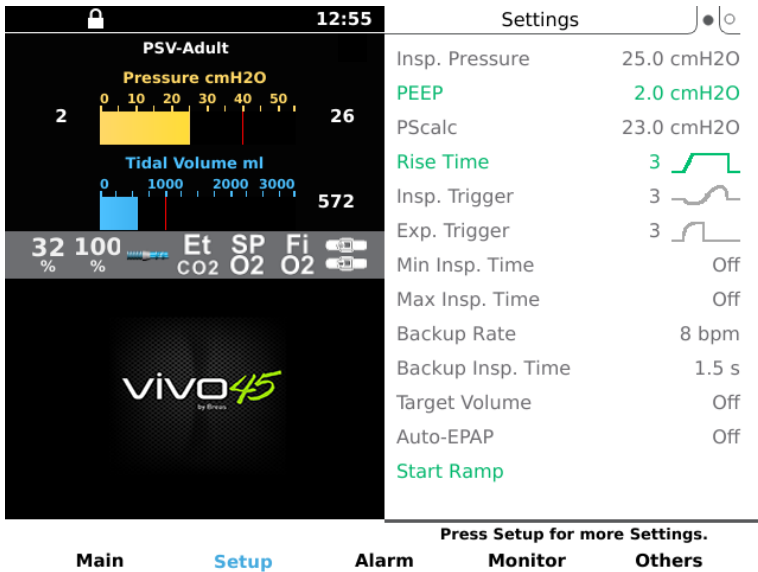 12:55
PSV-Adult
Pressure cmH2O
0 10 20 30 40 50
2 26
Tidal Volume ml
0 1000 2000 3000
572
32 % 100 % Et CO2 SP O2 Fi O2
vivo45
by Breas
Settings
Insp. Pressure 25.0 cmH2O
PEEP 2.0 cmH2O
PScalc 23.0 cmH2O
Rise Time 3
Insp. Trigger 3
Exp. Trigger 3
Min Insp. Time Off
Max Insp. Time Off
Backup Rate 8 bpm
Backup Insp. Time 1.5 s
Target Volume Off
Auto-EPAP Off
Start Ramp
Press Setup for more Settings.
Main Setup Alarm Monitor Others